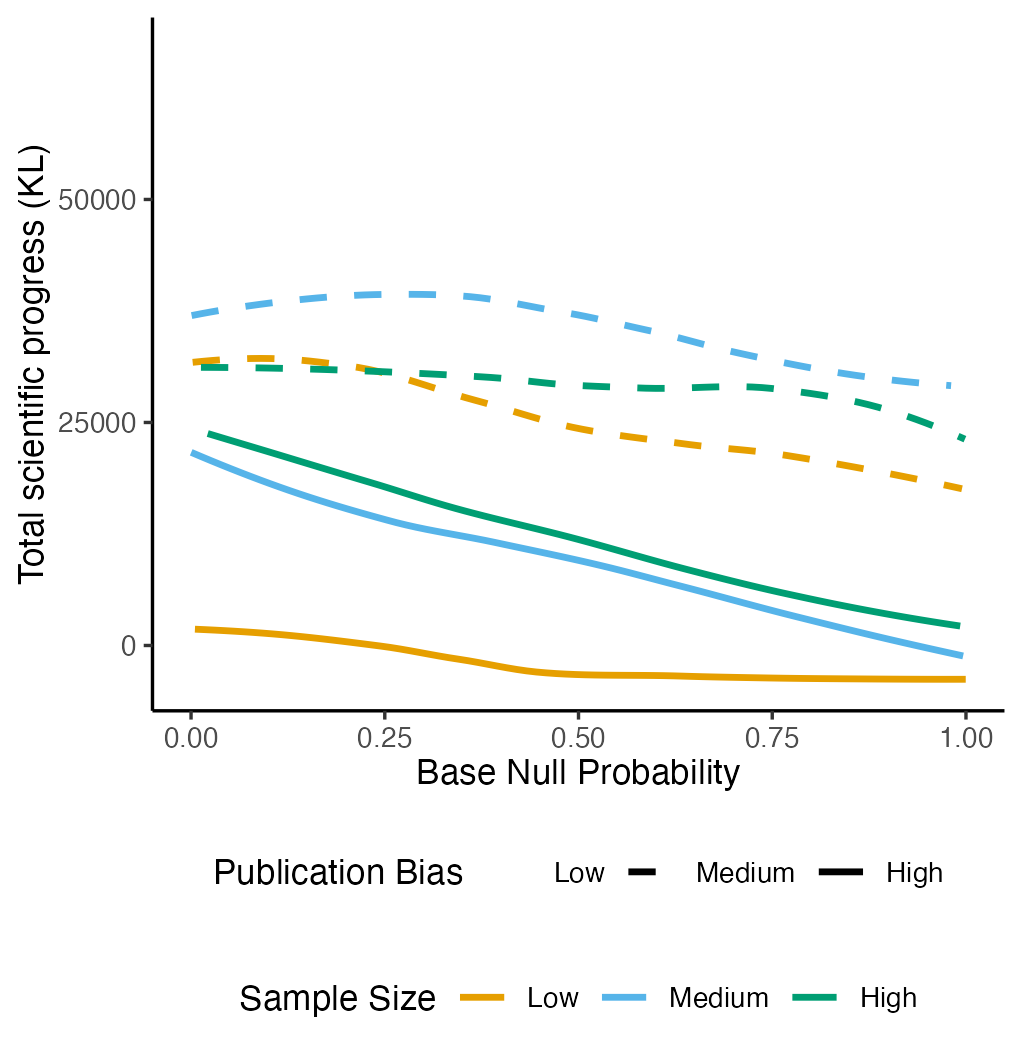 Total scientific progress (KL)
50000
25000
0
0.00 0.25 0.50 0.75 1.00
Base Null Probability
Publication Bias Low Medium High
Sample Size Low Medium High